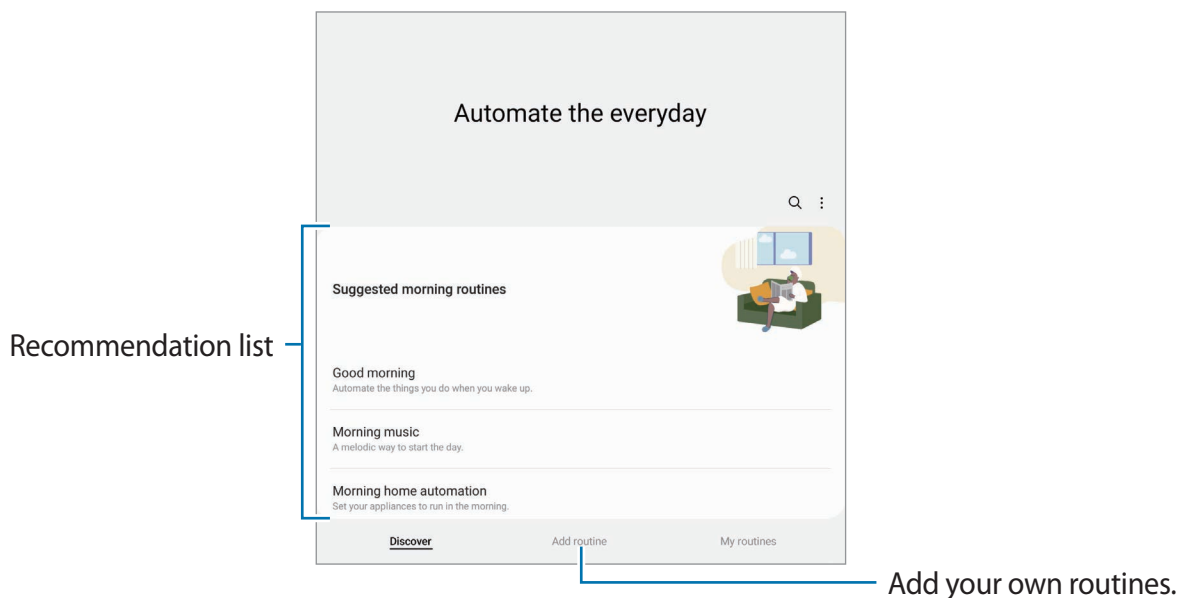 Automate the everyday
Suggested morning routines
Recommendation list
Good morning
Automate the things you do when you wake up.
Morning music
A melodic way to start the day.
Morning home automation
Set your appliances to run in the morning.
Discover
Add routine
My routines
Add your own routines.